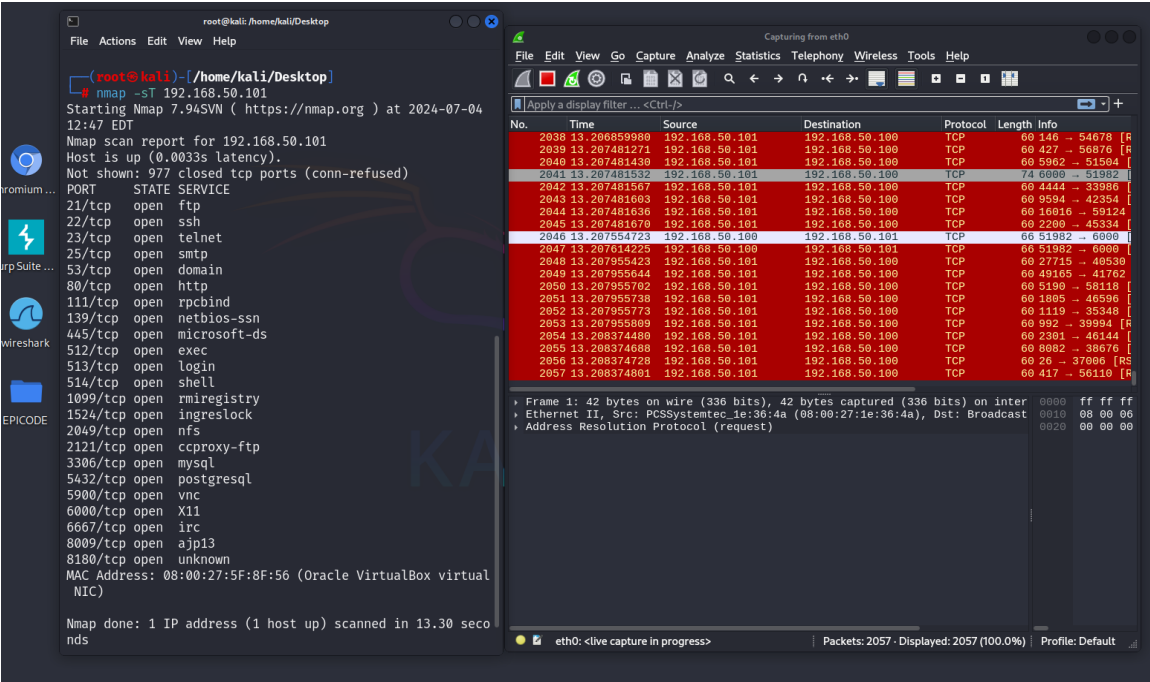 root@kali: /home/kali/Desktop
File Actions Edit View Help
(root㉿kali)-[/home/kali/Desktop]
# nmap -sT 192.168.50.101
Starting Nmap 7.94SVN ( https://nmap.org ) at 2024-07-04
12:47 EDT
Nmap scan report for 192.168.50.101
Host is up (0.0033s latency).
Not shown: 977 closed tcp ports (conn-refused)
PORT STATE SERVICE
21/tcp open ftp
22/tcp open ssh
23/tcp open telnet
25/tcp open smtp
53/tcp open domain
80/tcp open http
111/tcp open rpcbind
139/tcp open netbios-ssn
445/tcp open microsoft-ds
512/tcp open exec
513/tcp open login
514/tcp open shell
1099/tcp open rmiregistry
1524/tcp open ingreslock
2049/tcp open nfs
2121/tcp open ccproxy-ftp
3306/tcp open mysql
5432/tcp open postgresql
5900/tcp open vnc
6000/tcp open X11
6667/tcp open irc
8009/tcp open ajp13
8180/tcp open unknown
MAC Address: 08:00:27:5F:8F:56 (Oracle VirtualBox virtual
NIC)
Nmap done: 1 IP address (1 host up) scanned in 13.30 seco
nds
hromium ...
urp Suite ...
wireshark
EPICODE
KA
Capturing from eth0
File Edit View Go Capture Analyze Statistics Telephony Wireless Tools Help
Apply a display filter ... <Ctrl-/>
No. Time Source Destination Protocol Length Info
2038 13.206859980 192.168.50.101 192.168.50.100 TCP 60 146 → 54678 [R
2039 13.207481271 192.168.50.101 192.168.50.100 TCP 60 427 → 56876 [R
2040 13.207481430 192.168.50.101 192.168.50.100 TCP 60 5962 → 51504 [
2041 13.207481532 192.168.50.101 192.168.50.100 TCP 74 6000 → 51982 [
2042 13.207481567 192.168.50.101 192.168.50.100 TCP 60 4444 → 33986 [
2043 13.207481603 192.168.50.101 192.168.50.100 TCP 60 9594 → 42354 [
2044 13.207481636 192.168.50.101 192.168.50.100 TCP 60 16016 → 59124
2045 13.207481670 192.168.50.101 192.168.50.100 TCP 60 2200 → 45334 [
2046 13.207554723 192.168.50.100 192.168.50.101 TCP 66 51982 → 6000 [
2047 13.207614225 192.168.50.100 192.168.50.101 TCP 66 51982 → 6000 [
2048 13.207955423 192.168.50.101 192.168.50.100 TCP 60 27715 → 40530
2049 13.207955644 192.168.50.101 192.168.50.100 TCP 60 49165 → 41762
2050 13.207955702 192.168.50.101 192.168.50.100 TCP 60 5190 → 58118 [
2051 13.207955738 192.168.50.101 192.168.50.100 TCP 60 1805 → 46596 [
2052 13.207955773 192.168.50.101 192.168.50.100 TCP 60 1119 → 35348 [
2053 13.207955809 192.168.50.101 192.168.50.100 TCP 60 992 → 39994 [R
2054 13.208374480 192.168.50.101 192.168.50.100 TCP 60 2301 → 46144 [
2055 13.208374688 192.168.50.101 192.168.50.100 TCP 60 8082 → 38676 [
2056 13.208374728 192.168.50.101 192.168.50.100 TCP 60 26 → 37006 [RS
2057 13.208374801 192.168.50.101 192.168.50.100 TCP 60 417 → 56110 [R
Frame 1: 42 bytes on wire (336 bits), 42 bytes captured (336 bits) on inter
Ethernet II, Src: PCSSystemtec_1e:36:4a (08:00:27:1e:36:4a), Dst: Broadcast
Address Resolution Protocol (request)
0000 ff ff ff
0010 08 00 06
0020 00 00 00
eth0: <live capture in progress>
Packets: 2057 · Displayed: 2057 (100.0%)
Profile: Default